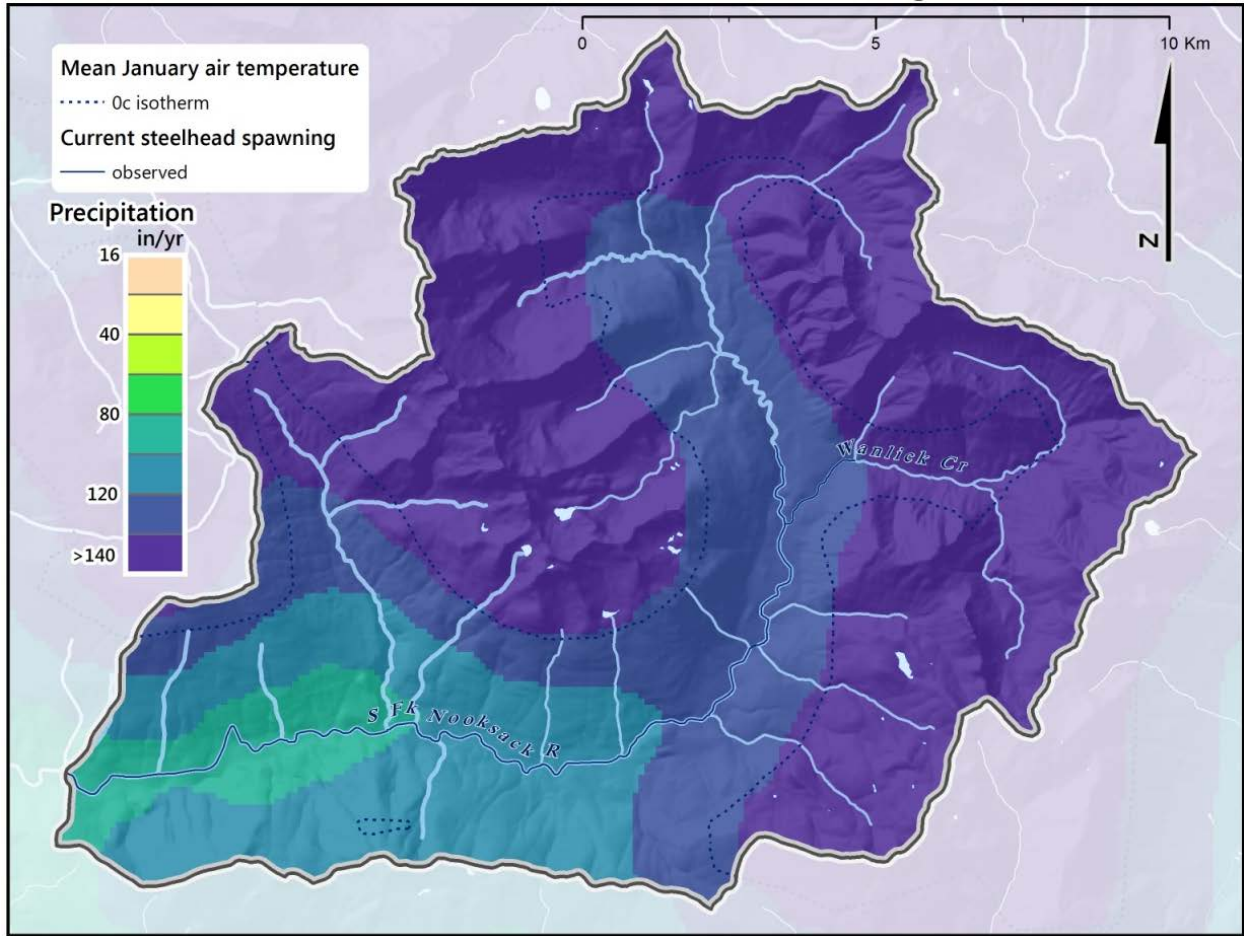 0 5 10 Km
Mean January air temperature
0c isotherm
Current steelhead spawning
observed
Precipitation
in/yr
16
40
80
120
>140
N
Wanlick Cr
S Fk Nooksack R